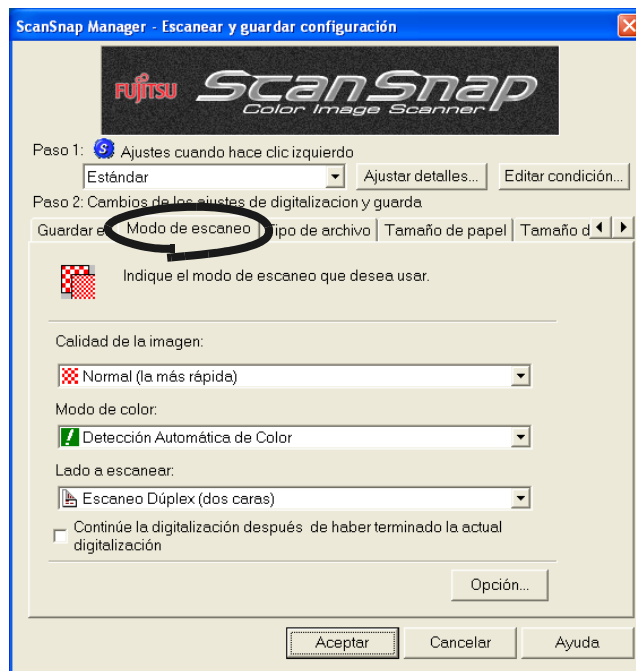 ScanSnap Manager - Escanear y guardar configuración
FUJITSU ScanSnap
Color Image Scanner
Paso 1: Ajustes cuando hace clic izquierdo
Estándar Ajustar detalles... Editar condición...
Paso 2: Cambios de los ajustes de digitalizacion y guarda
Guardar e Modo de escaneo Tipo de archivo Tamaño de papel Tamaño d
Indique el modo de escaneo que desea usar.
Calidad de la imagen:
Normal (la más rápida)
Modo de color:
Detección Automática de Color
Lado a escanear:
Escaneo Dúplex (dos caras)
Continúe la digitalización después de haber terminado la actual
digitalización
Opción...
Aceptar Cancelar Ayuda